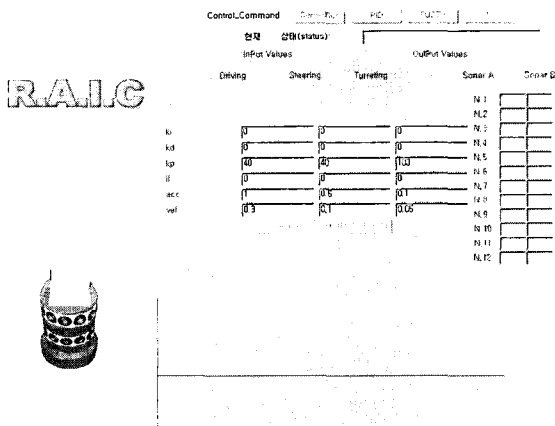 Control_Command PID
현재 상태(status)
InPut Values OutPut Values
Driving Steering Turreting Sonar A Sonar B
R.A.I.C
N.1
N.2
ki 0 0 0 N.3
kd 0 0 0 N.4
kp 40 40 100 N.5
il 0 0 0 N.6
acc 1 0.5 0.1 N.7
N.8
vel 0.3 0.1 0.05 N.9
N.10
N.11
N.12